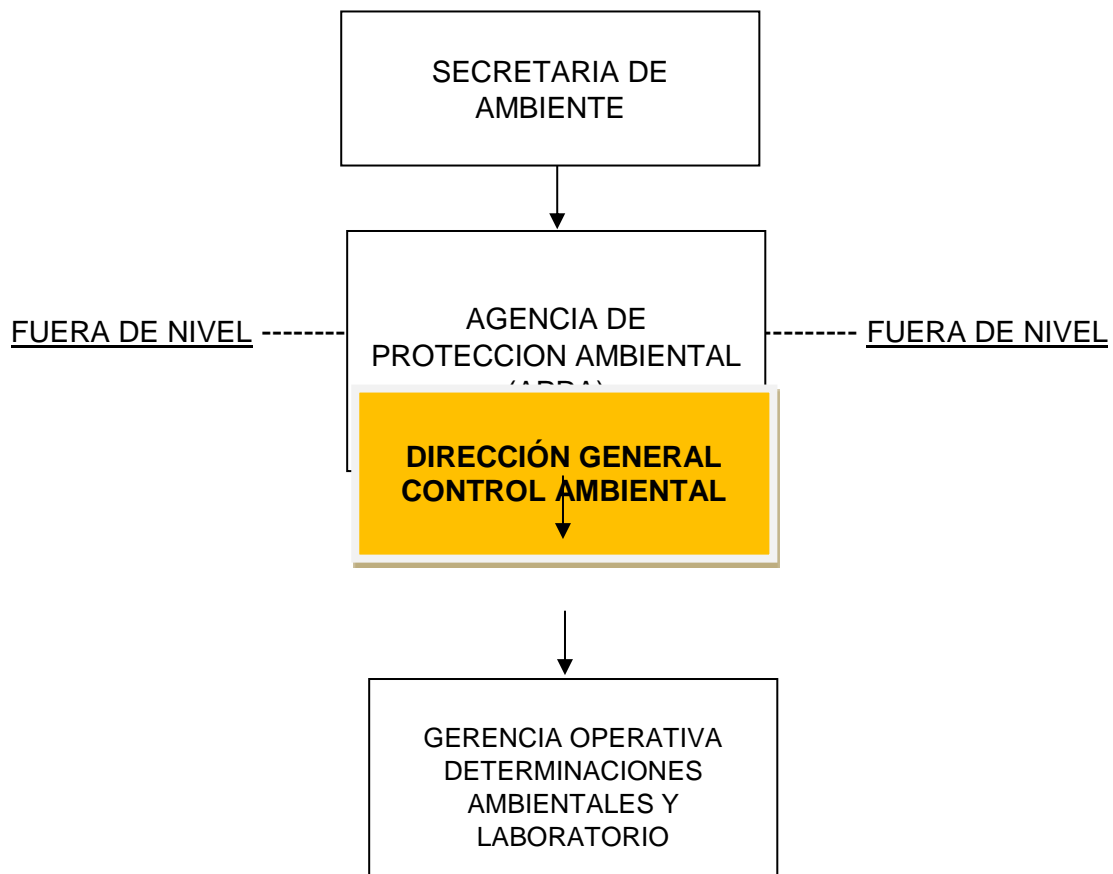 SECRETARIA DE
AMBIENTE
FUERA DE NIVEL
AGENCIA DE
PROTECCION AMBIENTAL
FUERA DE NIVEL
DIRECCIÓN GENERAL
CONTROL AMBIENTAL
GERENCIA OPERATIVA
DETERMINACIONES
AMBIENTALES Y
LABORATORIO